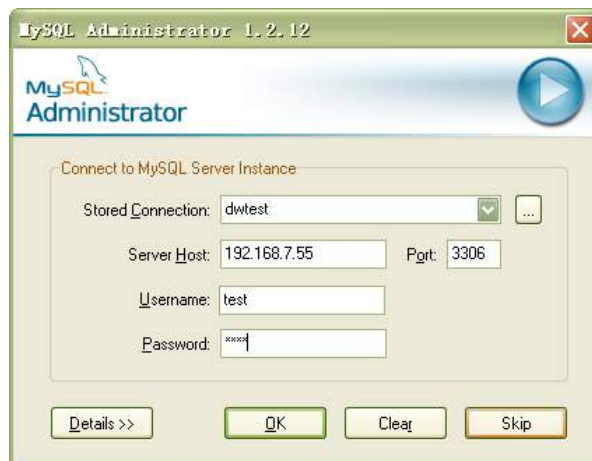 MySQL Administrator 1.2.12
MySQL
Administrator
Connect to MySQL Server Instance
Stored Connection: dwtest ...
Server Host: 192.168.7.55 Port: 3306
Username: test
Password: ****
Details >> OK Clear Skip